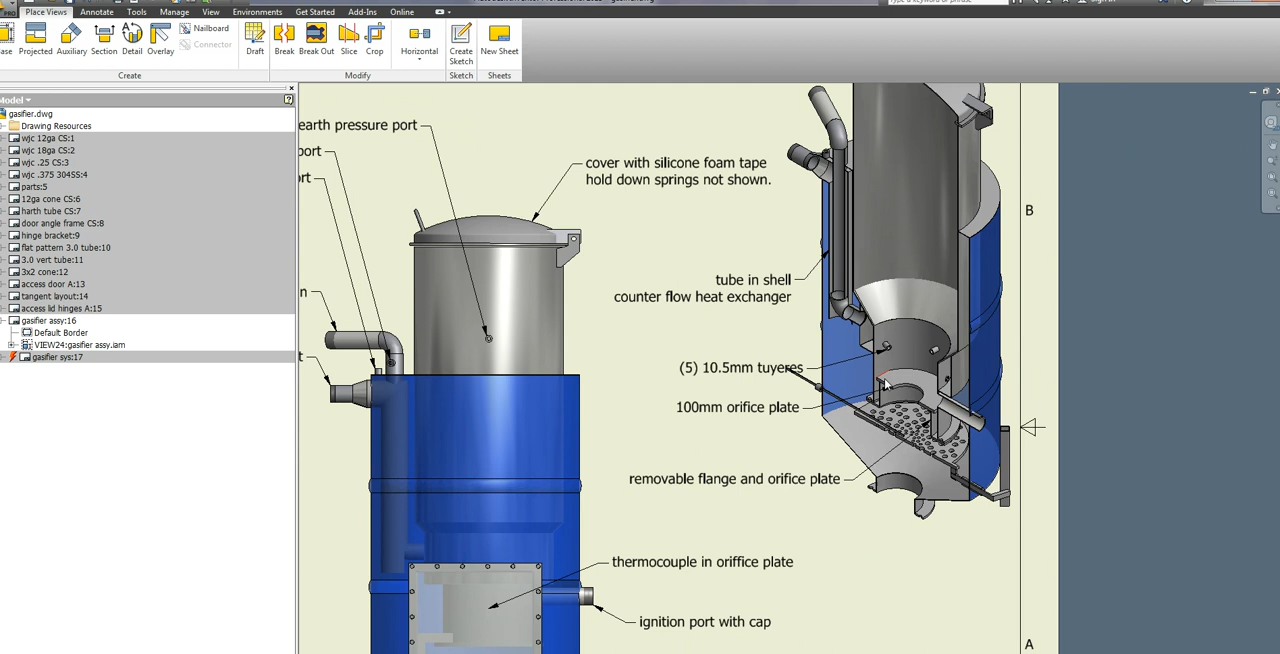 PRO
Place Views
Annotate
Tools
Manage
View
Environments
Get Started
Add-Ins
Online
Projected
Auxiliary
Section
Detail
Overlay
Nailboard
Connector
Draft
Break
Break Out
Slice
Crop
Horizontal
Create
Sketch
New Sheet
Create
Modify
Sketch
Sheets
Model
gasifier.dwg
Drawing Resources
wjc 12ga CS:1
wjc 18ga CS:2
wjc .25 CS:3
wjc .375 304SS:4
parts:5
12ga cone CS:6
harth tube CS:7
door angle frame CS:8
hinge bracket:9
flat pattern 3.0 tube:10
3.0 vert tube:11
3x2 cone:12
access door A:13
tangent layout:14
access lid hinges A:15
gasifier assy:16
Default Border
VIEW24:gasifier assy.iam
gasifier sys:17
earth pressure port
port
rt
n
t
cover with silicone foam tape
hold down springs not shown.
tube in shell
counter flow heat exchanger
(5) 10.5mm tuyeres
100mm orifice plate
removable flange and orifice plate
thermocouple in oriffice plate
ignition port with cap
B
A